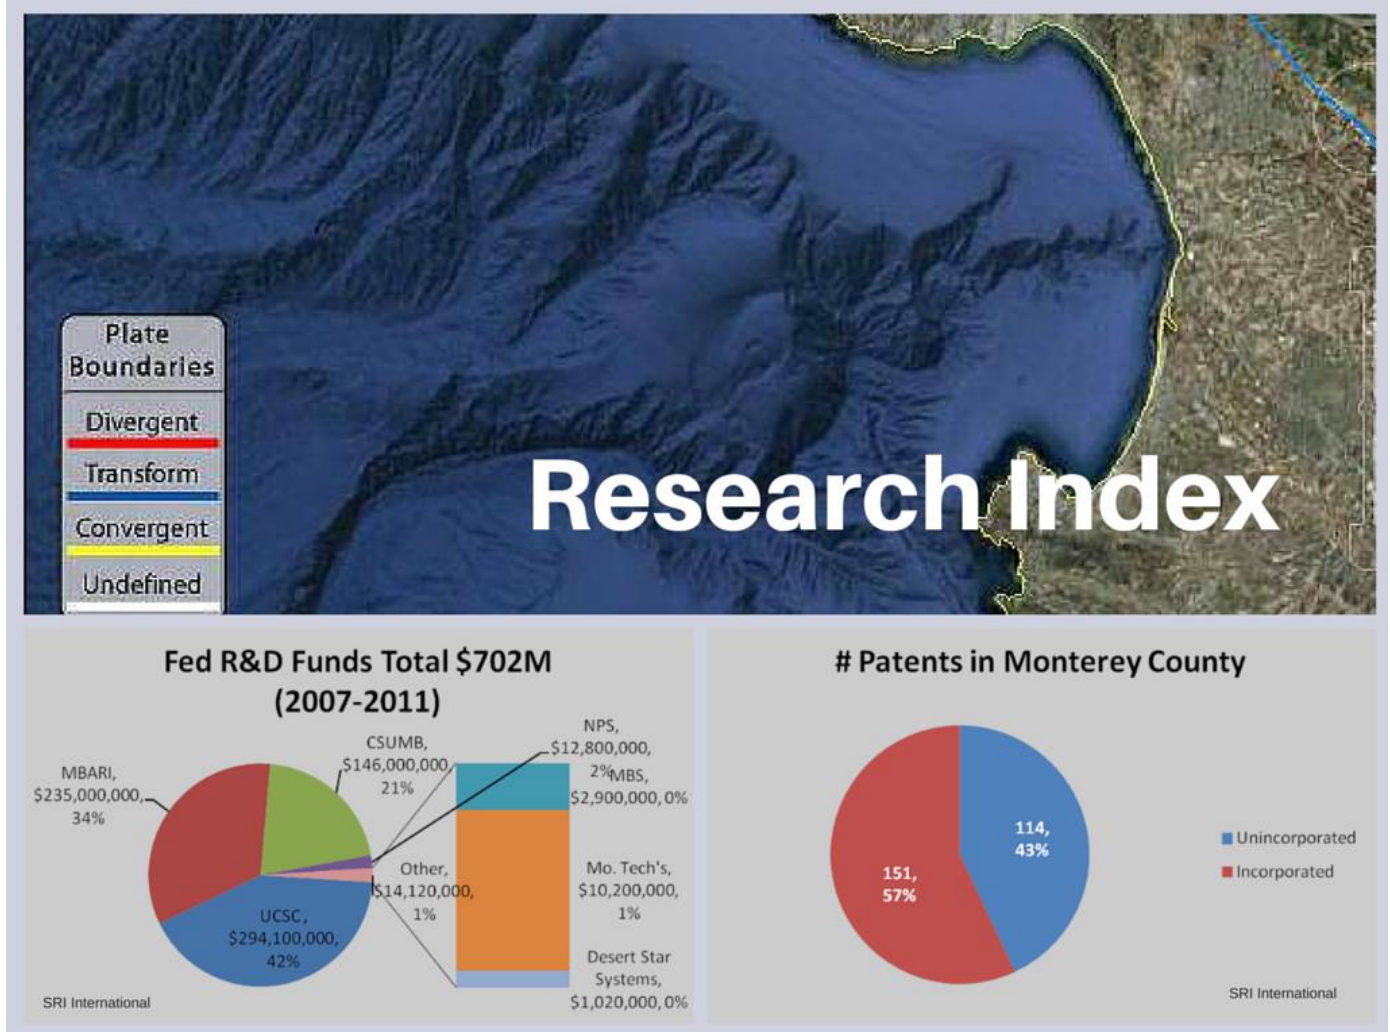 Plate
Boundaries
Divergent
Transform
Convergent
Undefined
Research Index
Fed R&D Funds Total $702M
(2007-2011)
MBARI,
$235,000,000,
34%
CSUMB,
$146,000,000,
21%
NPS,
$12,800,000,
2%
MBS,
$2,900,000, 0%
Other,
$14,120,000,
1%
Mo. Tech's,
$10,200,000,
1%
UCSC,
$294,100,000,
42%
Desert Star
Systems,
$1,020,000, 0%
SRI International
# Patents in Monterey County
114,
43%
151,
57%
Unincorporated
Incorporated
SRI International